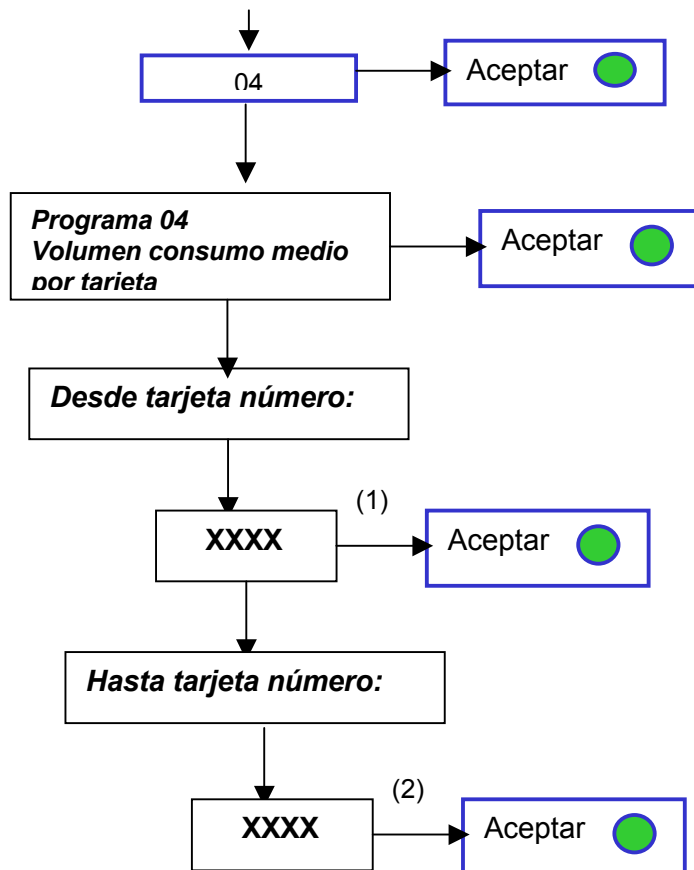 04
Aceptar
Programa 04
Volumen consumo medio
por tarjeta
Aceptar
Desde tarjeta número:
XXXX
(1)
Aceptar
Hasta tarjeta número:
XXXX
(2)
Aceptar